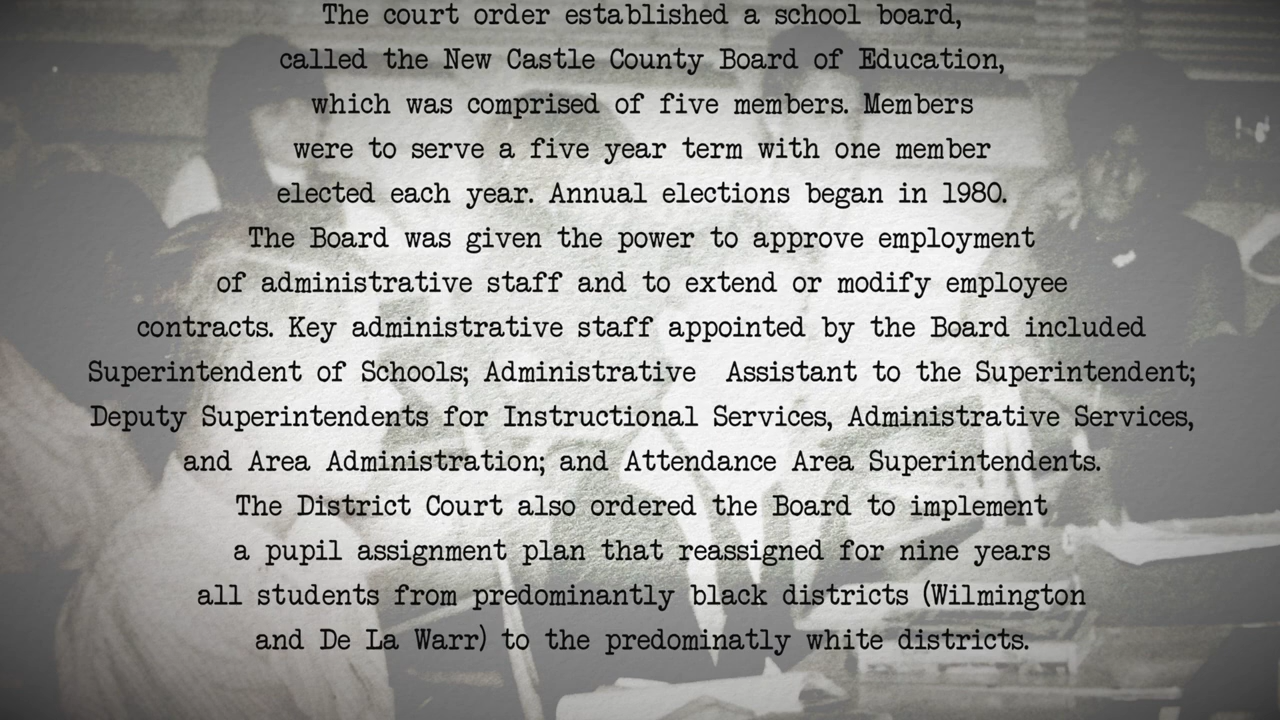 The court order established a school board,
called the New Castle County Board of Education,
which was comprised of five members. Members
were to serve a five year term with one member
elected each year. Annual elections began in 1980.
The Board was given the power to approve employment
of administrative staff and to extend or modify employee
contracts. Key administrative staff appointed by the Board included
Superintendent of Schools; Administrative  Assistant to the Superintendent;
Deputy Superintendents for Instructional Services, Administrative Services,
and Area Administration; and Attendance Area Superintendents.
The District Court also ordered the Board to implement
a pupil assignment plan that reassigned for nine years
all students from predominantly black districts (Wilmington
and De La Warr) to the predominatly white districts.